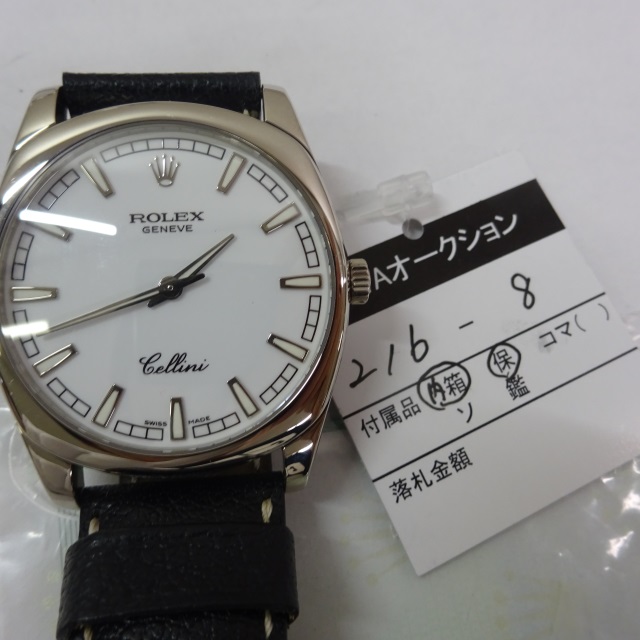 ROLEX
GENEVE
Cellini
SWISS MADE
Aオークション
216 - 8
付属品 内箱 保 コマ( )
ソ 鑑
落札金額